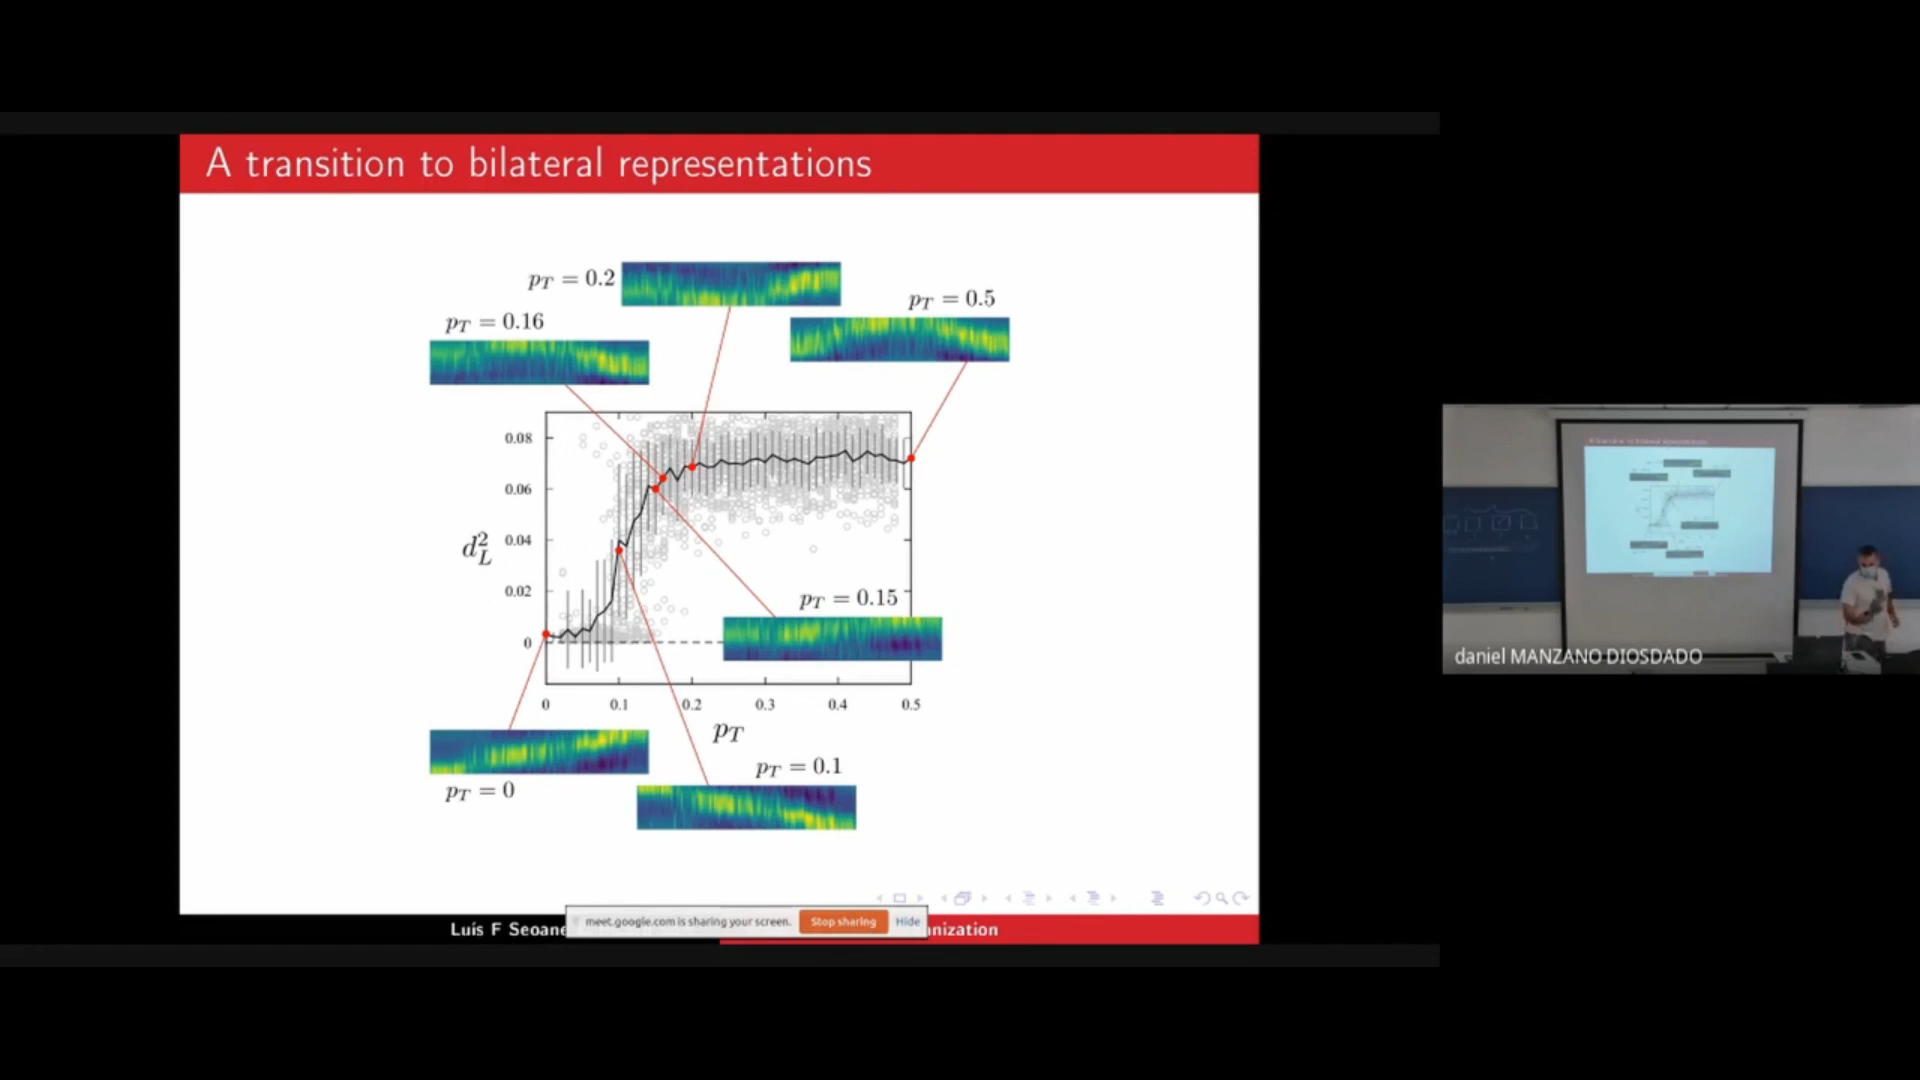 A transition to bilateral representations
p_T = 0.2
p_T = 0.5
p_T = 0.16
0.08
0.06
d_L^2
0.04
0.02
0
p_T = 0.15
0 0.1 0.2 0.3 0.4 0.5
p_T
p_T = 0.1
p_T = 0
meet.google.com is sharing your screen. Stop sharing Hide
Luís F Seoane
daniel MANZANO DIOSDADO